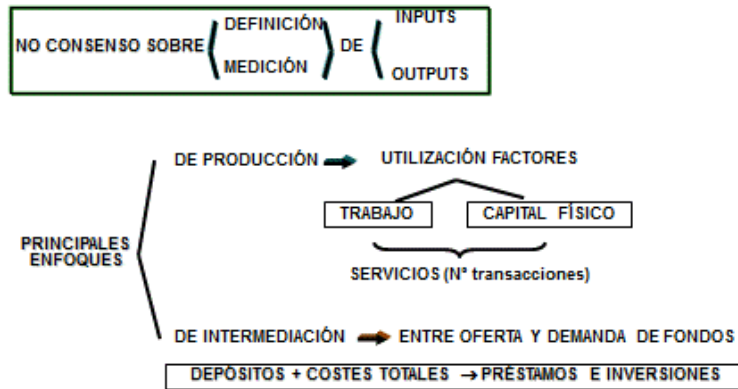 NO CONSENSO SOBRE DEFINICIÓN MEDICIÓN DE INPUTS OUTPUTS
DE PRODUCCIÓN → UTILIZACIÓN FACTORES
TRABAJO CAPITAL FÍSICO
SERVICIOS (Nº transacciones)
PRINCIPALES
ENFOQUES
DE INTERMEDIACIÓN → ENTRE OFERTA Y DEMANDA DE FONDOS
DEPÓSITOS + COSTES TOTALES → PRÉSTAMOS E INVERSIONES